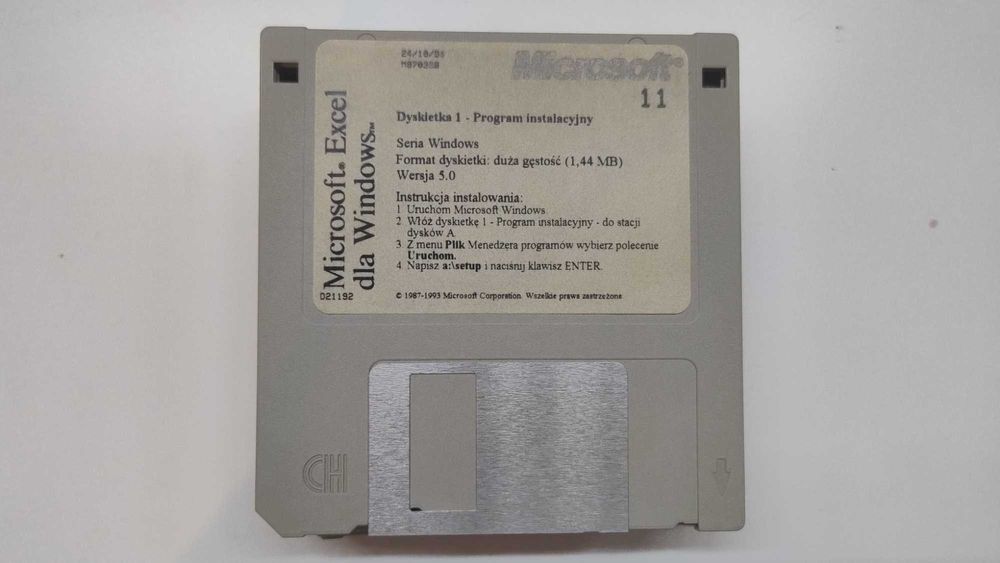 24/10/94
Microsoft®
11
Microsoft® Excel
dla Windows™
Dyskietka 1 - Program instalacyjny
Seria Windows
Format dyskietki: duża gęstość (1,44 MB)
Wersja 5.0
Instrukcja instalowania:
1 Uruchom Microsoft Windows.
2. Włóż dyskietkę 1 - Program instalacyjny - do stacji
dysków A.
3. Z menu Plik Menedżera programów wybierz polecenie
Uruchom.
4. Napisz a:\setup i naciśnij klawisz ENTER.
D21192
© 1987-1993 Microsoft Corporation. Wszelkie prawa zastrzeżone